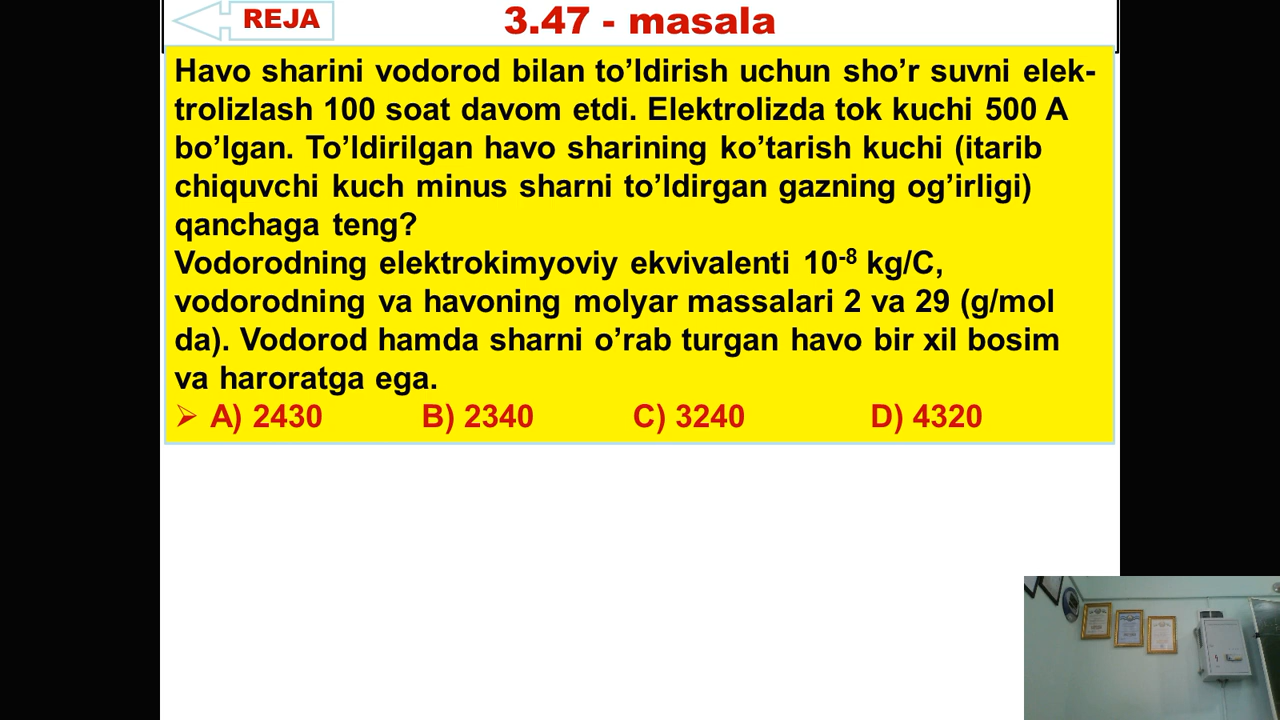 REJA
3.47 - masala
Havo sharini vodorod bilan to’ldirish uchun sho’r suvni elek-
trolizlash 100 soat davom etdi. Elektrolizda tok kuchi 500 A
bo’lgan. To’ldirilgan havo sharining ko’tarish kuchi (itarib
chiquvchi kuch minus sharni to’ldirgan gazning og’irligi)
qanchaga teng?
Vodorodning elektrokimyoviy ekvivalenti 10⁻⁸ kg/C,
vodorodning va havoning molyar massalari 2 va 29 (g/mol
da). Vodorod hamda sharni o’rab turgan havo bir xil bosim
va haroratga ega.
➢ A) 2430 B) 2340 C) 3240 D) 4320